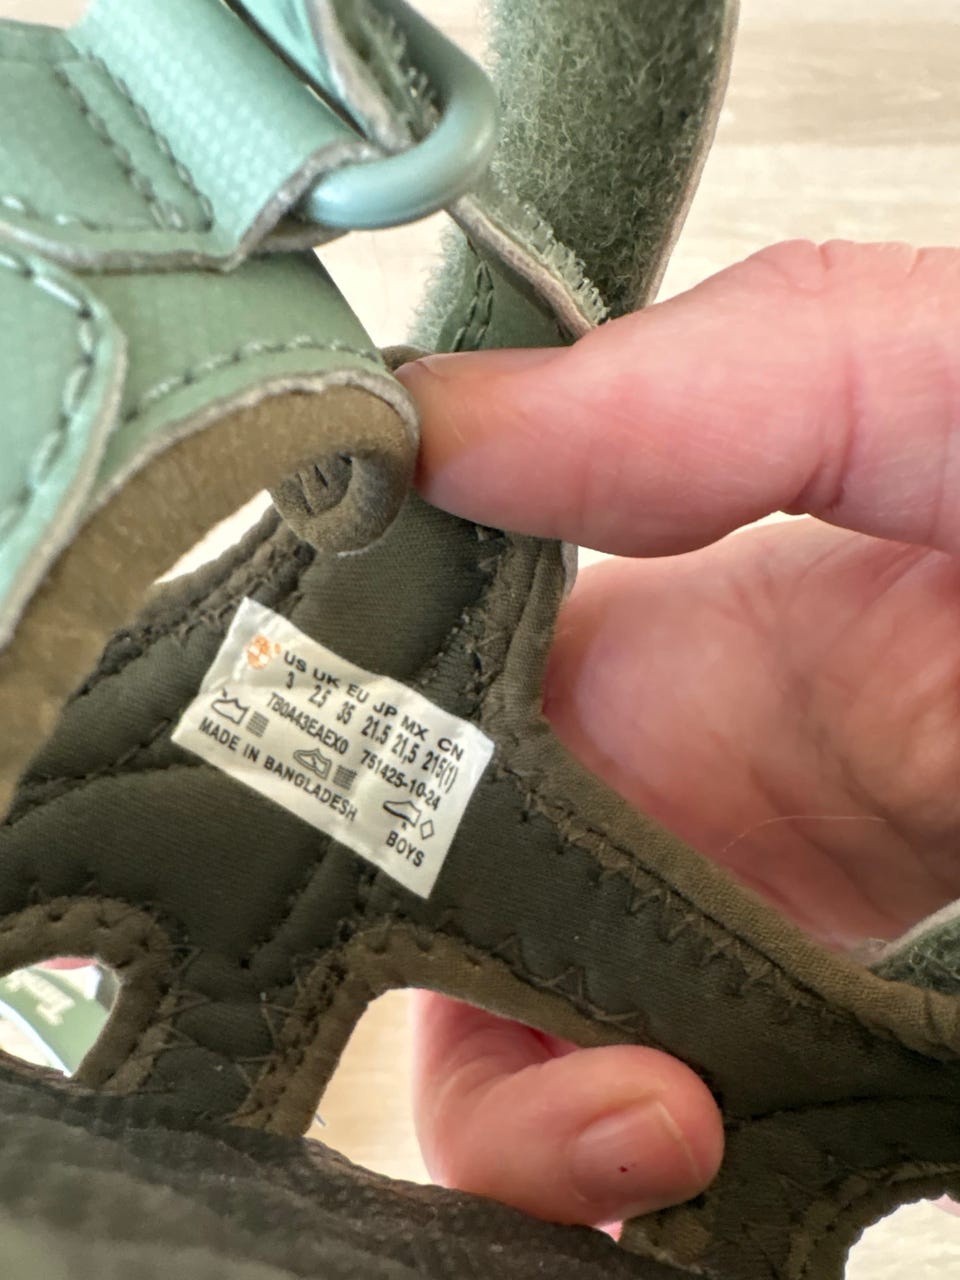 US UK EU JP MX CN
3 2.5 35 21.5 21,5 215(1)
TB0A43EAEX0 751425-10-24
MADE IN BANGLADESH
BOYS